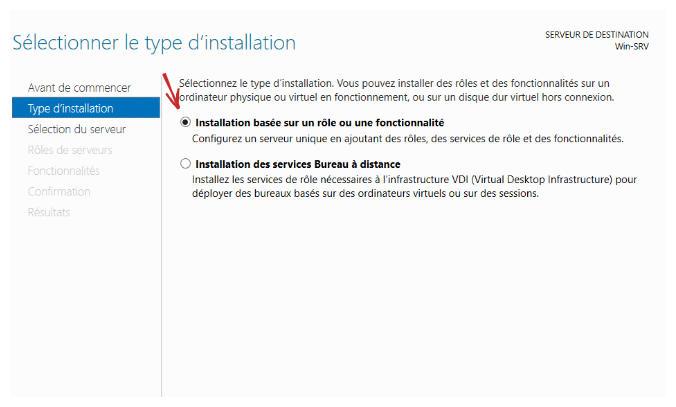 Sélectionner le type d'installation
SERVEUR DE DESTINATION
Win-SRV
Avant de commencer
Type d'installation
Sélection du serveur
Rôles de serveurs
Fonctionnalités
Confirmation
Résultats
Sélectionnez le type d'installation. Vous pouvez installer des rôles et des fonctionnalités sur un
ordinateur physique ou virtuel en fonctionnement, ou sur un disque dur virtuel hors connexion.
Installation basée sur un rôle ou une fonctionnalité
Configurez un serveur unique en ajoutant des rôles, des services de rôle et des fonctionnalités.
Installation des services Bureau à distance
Installez les services de rôle nécessaires à l'infrastructure VDI (Virtual Desktop Infrastructure) pour
déployer des bureaux basés sur des ordinateurs virtuels ou sur des sessions.